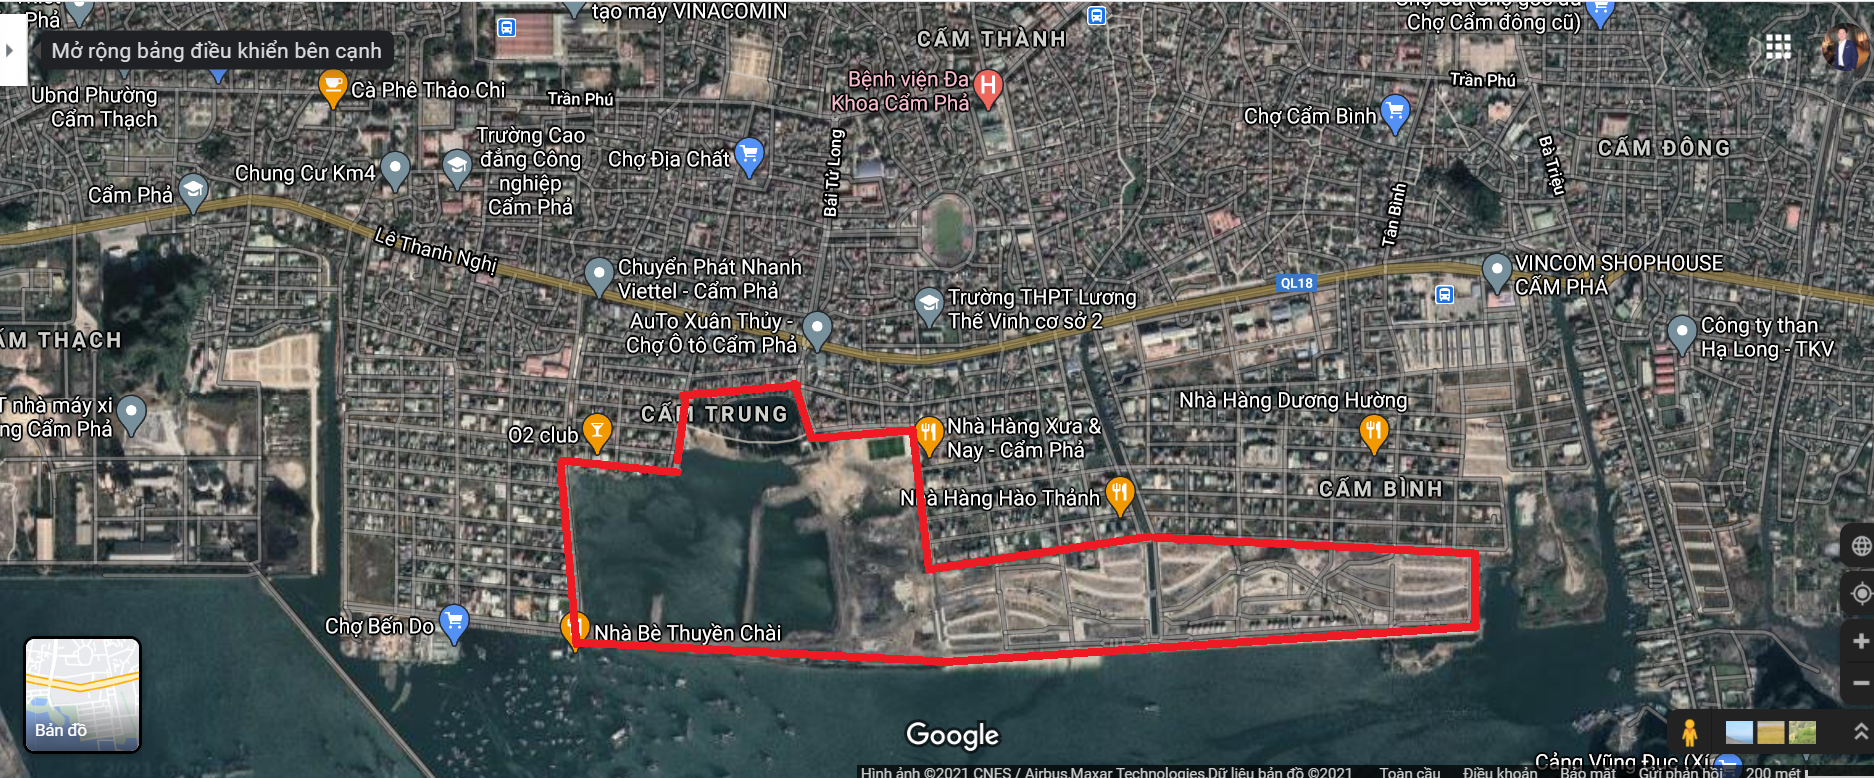 Phả
tạo máy VINACOMIN
Chợ Cẩm đông cũ)
Mở rộng bảng điều khiển bên cạnh
CẨM THÀNH
Bệnh viện Đa
Khoa Cẩm Phả
Trần Phú
Trần Phú
Cà Phê Thảo Chi
Ubnd Phường
Cẩm Thạch
Chợ Cẩm Bình
Trường Cao
đẳng Công
nghiệp
Cẩm Phả
Chợ Địa Chất
Bái Tử Long
Bà Triệu
CẨM ĐÔNG
Chung Cư Km4
Cẩm Phả
Tân Bình
Lê Thanh Nghị
Chuyển Phát Nhanh
Viettel - Cẩm Phả
QL18
VINCOM SHOPHOUSE
CẨM PHẢ
Trường THPT Lương
Thế Vinh cơ sở 2
AuTo Xuân Thủy -
Chợ Ô tô Cẩm Phả
Công ty than
Hạ Long - TKV
ẨM THẠCH
T nhà máy xi
ng Cẩm Phả
CẨM TRUNG
O2 club
Nhà Hàng Xưa &
Nay - Cẩm Phả
Nhà Hàng Dương Hường
Nhà Hàng Hào Thảnh
CẨM BÌNH
Chợ Bến Do
Nhà Bè Thuyền Chài
Bản đồ
Google
Cảng Vũng Đục (Xí
Hình ảnh ©2021 CNES / Airbus,Maxar Technologies,Dữ liệu bản đồ ©2021
Toàn cầu
Điều khoản
Bảo mật
Gửi phản hồi
200 mét